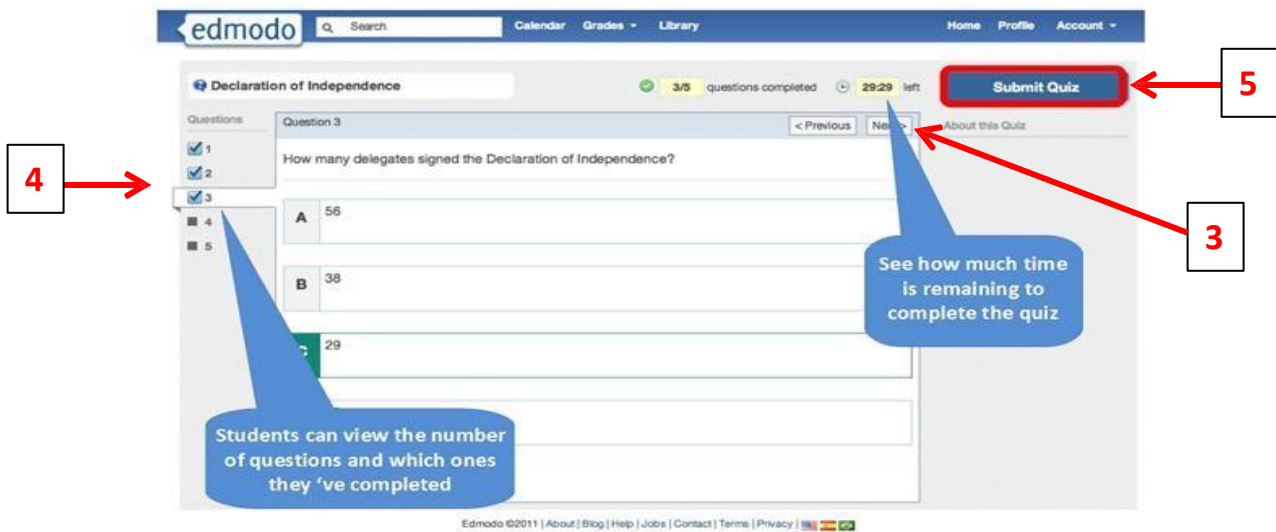 edmodo Search Calendar Grades Library Home Profile Account
Declaration of Independence 3/5 questions completed 29:29 left Submit Quiz
5
Questions Question 3 < Previous About this Quiz
1
2
3
4
5
How many delegates signed the Declaration of Independence?
4
3
A 56
B 38
29
See how much time
is remaining to
complete the quiz
Students can view the number
of questions and which ones
they 've completed
Edmodo ©2011 | About | Blog | Help | Jobs | Contact | Terms | Privacy |